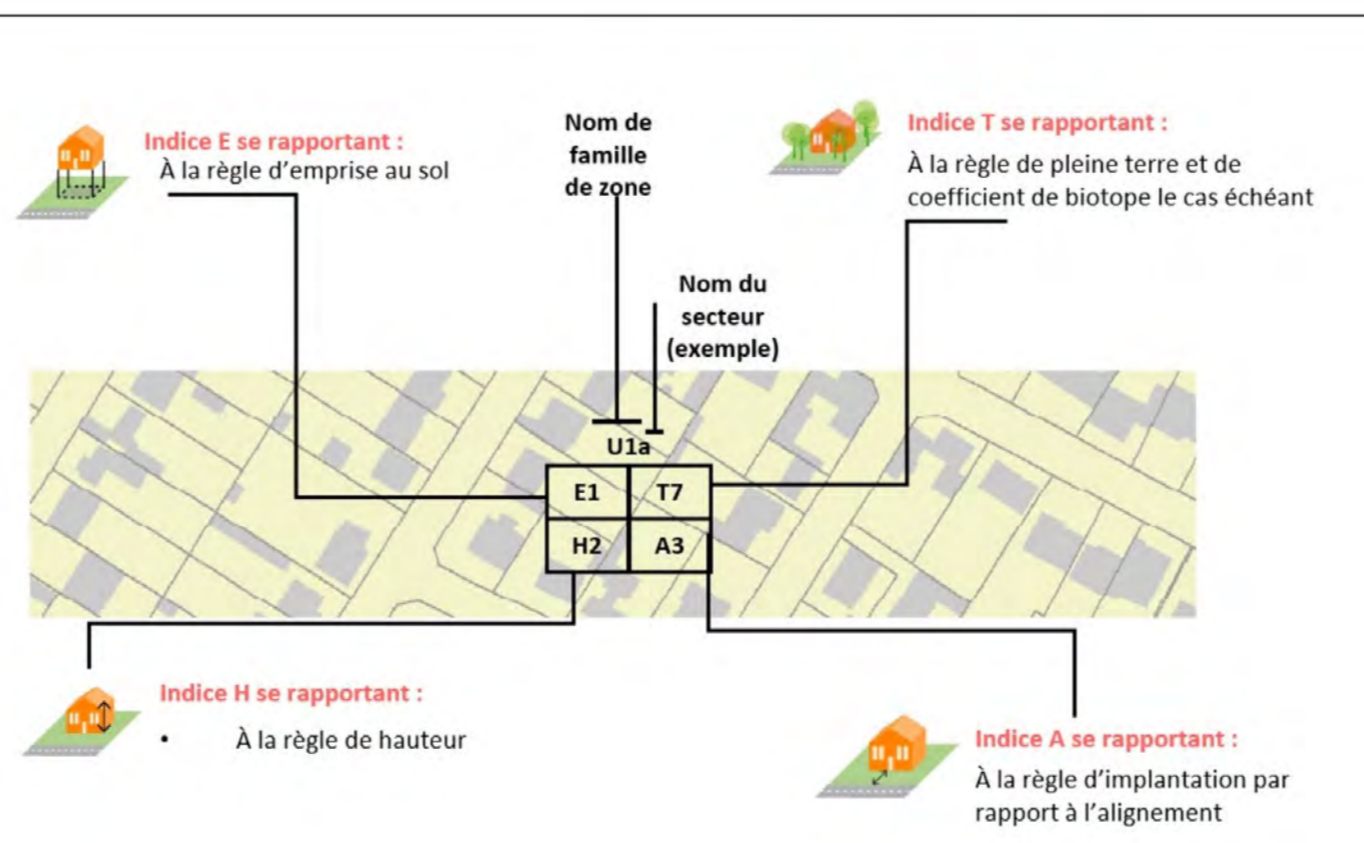 Indice E se rapportant :
À la règle d'emprise au sol
Nom de
famille
de zone
Indice T se rapportant :
À la règle de pleine terre et de
coefficient de biotope le cas échéant
Nom du
secteur
(exemple)
U1a
E1 T7
H2 A3
Indice H se rapportant :
• À la règle de hauteur
Indice A se rapportant :
À la règle d'implantation par
rapport à l'alignement